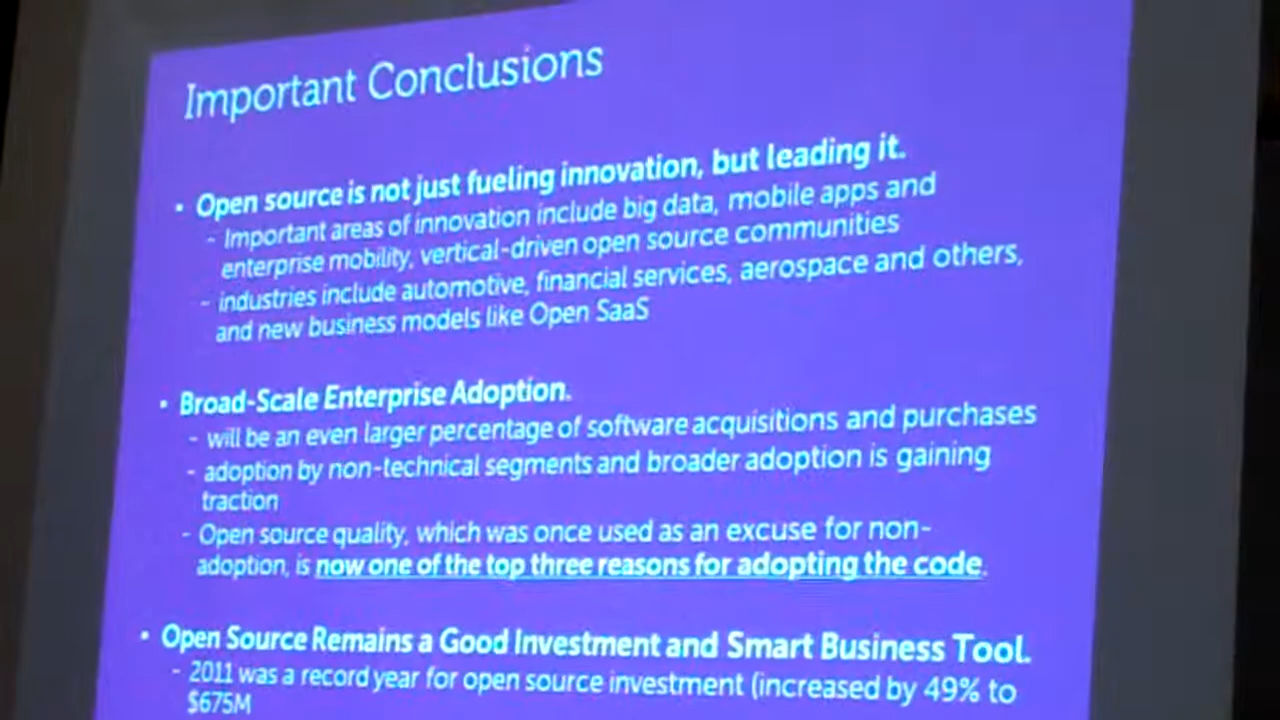 Important Conclusions
• Open source is not just fueling innovation, but leading it.
- Important areas of innovation include big data, mobile apps and
enterprise mobility, vertical-driven open source communities
- industries include automotive, financial services, aerospace and others,
and new business models like Open SaaS
• Broad-Scale Enterprise Adoption.
- will be an even larger percentage of software acquisitions and purchases
- adoption by non-technical segments and broader adoption is gaining
traction
- Open source quality, which was once used as an excuse for non-
adoption, is now one of the top three reasons for adopting the code.
• Open Source Remains a Good Investment and Smart Business Tool.
- 2011 was a record year for open source investment (increased by 49% to
$675M